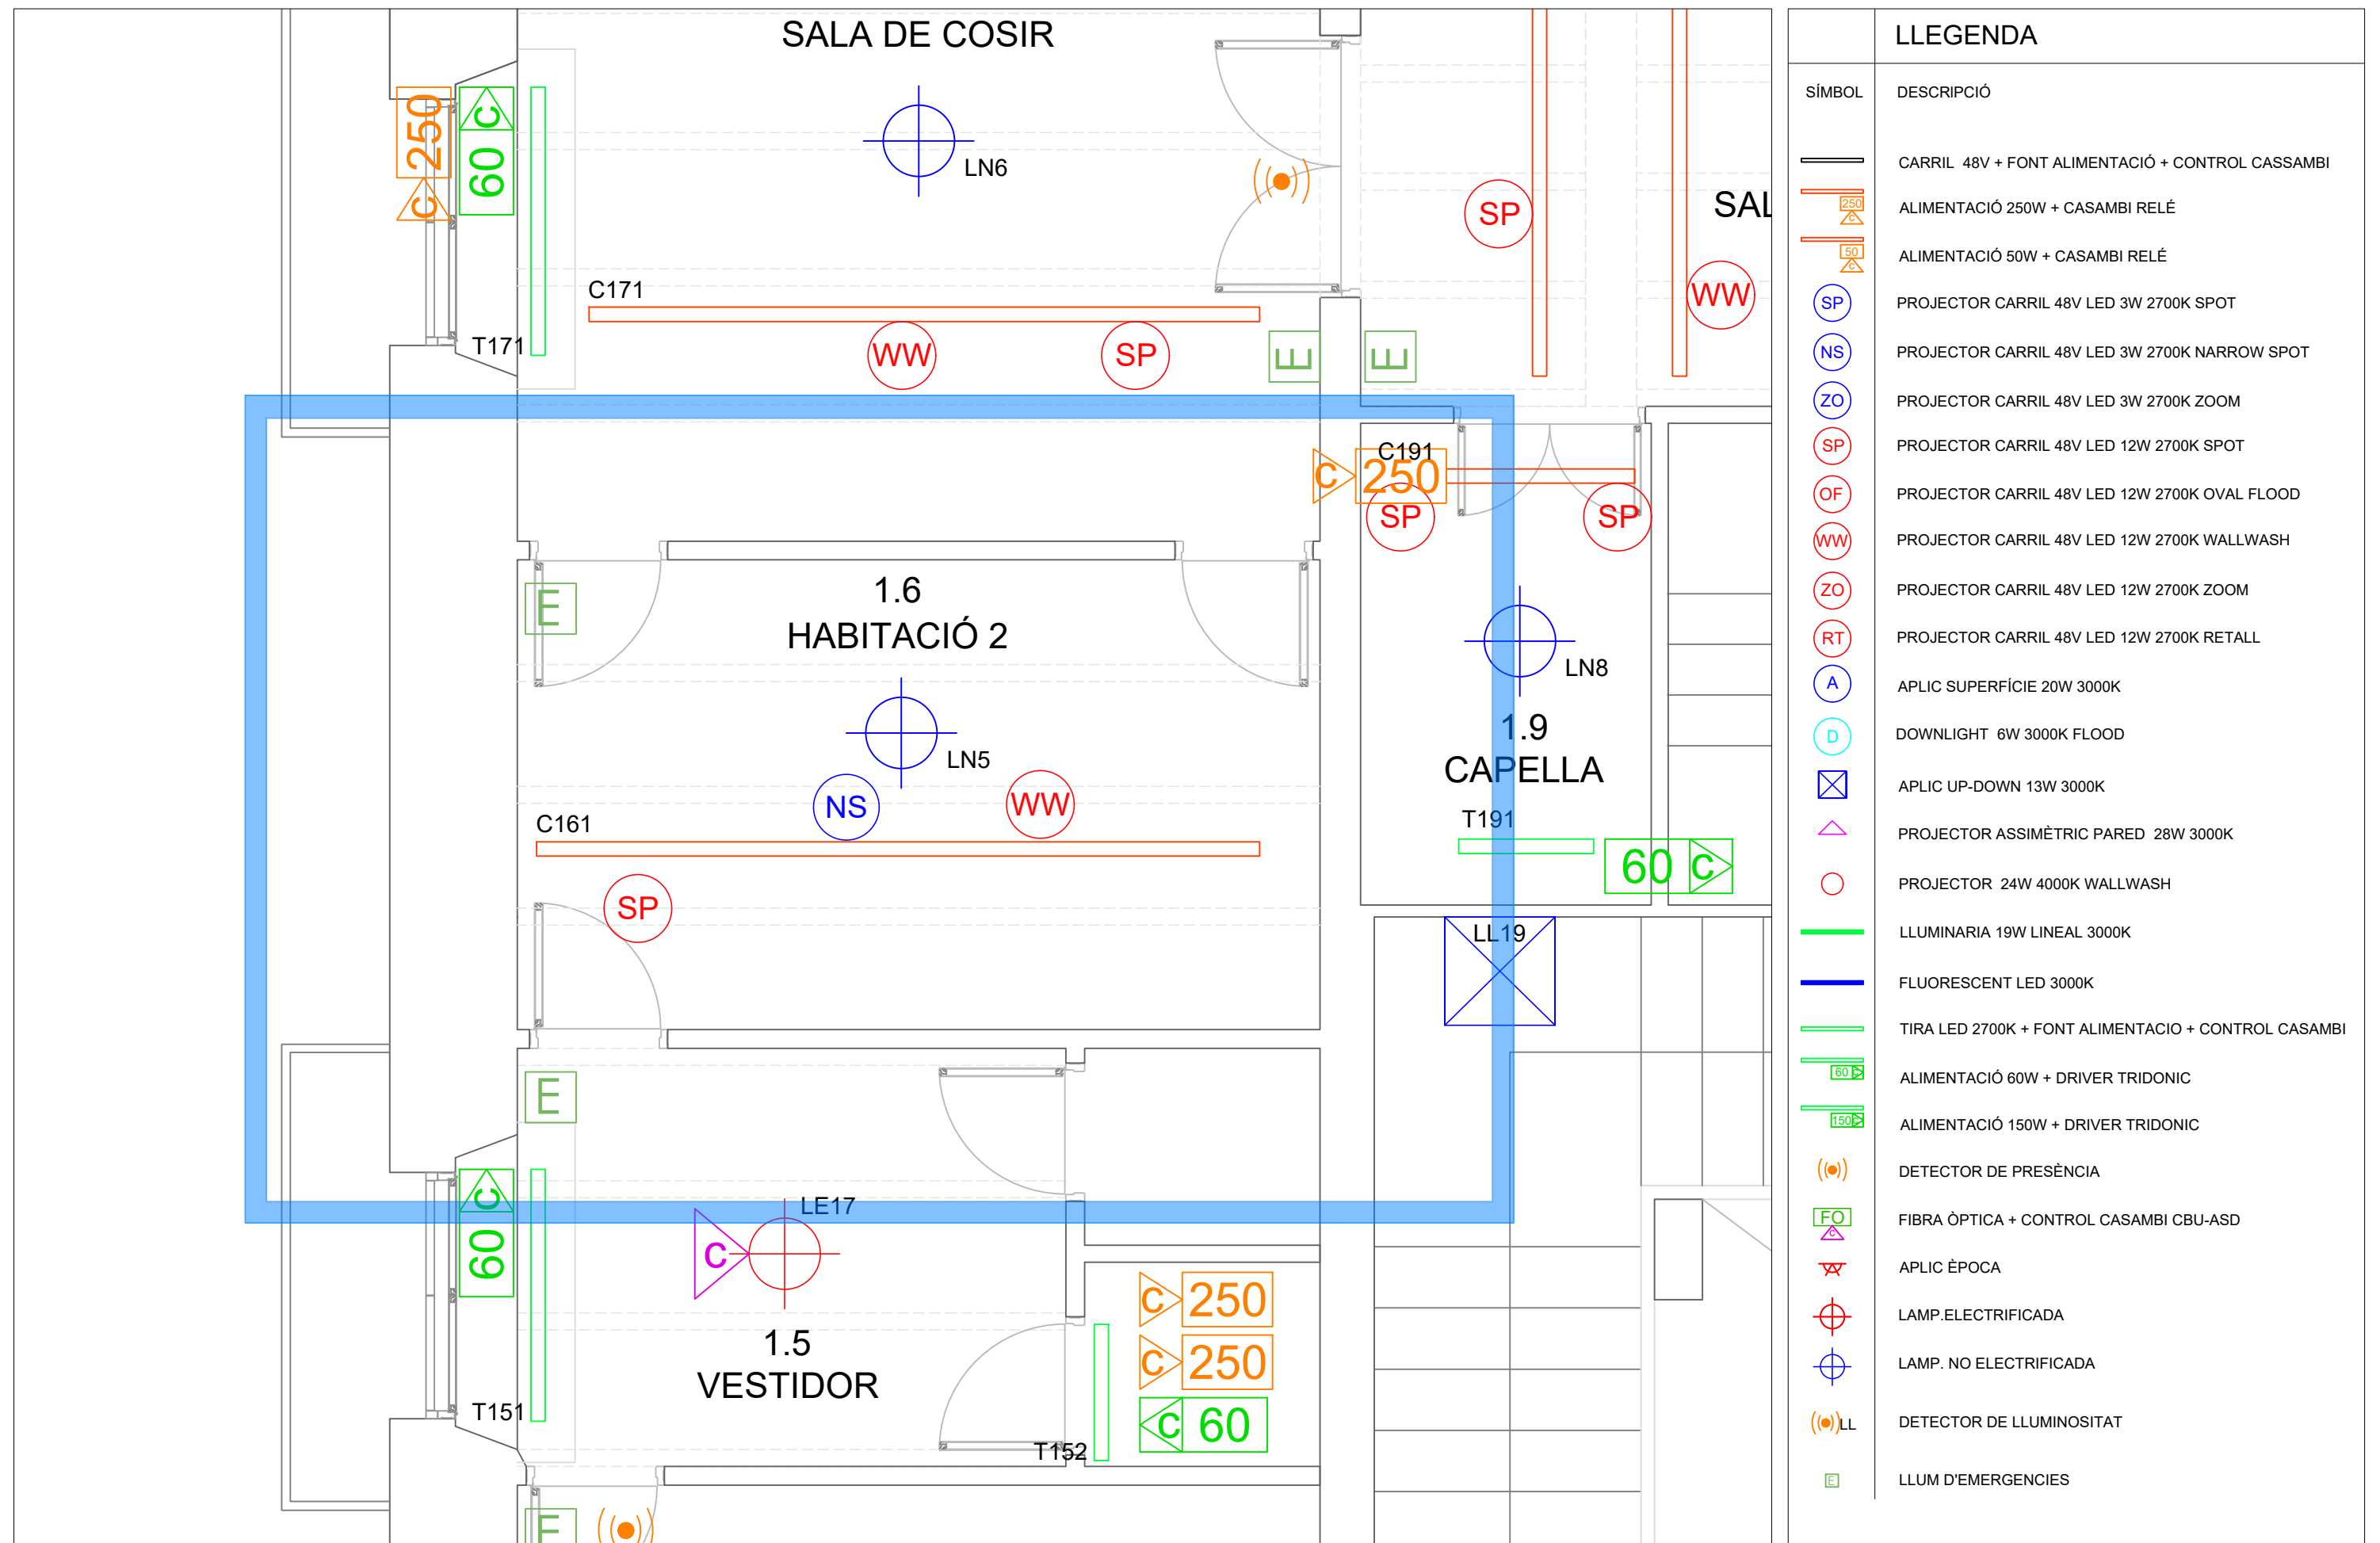 SALA DE COSIR
250
C
60
C
LN6
SP
SAL
WW
C171
T171
WW
SP
E
E
C191
C
250
SP
SP
E
1.6
HABITACIÓ 2
LN8
LN5
1.9
CAPELLA
NS
WW
C161
T191
60
C
SP
LL19
E
60
C
LE17
C
C
250
C
250
C
60
1.5
VESTIDOR
T151
T152
E
LLEGENDA
SÍMBOL
DESCRIPCIÓ
CARRIL 48V + FONT ALIMENTACIÓ + CONTROL CASSAMBI
250
C
ALIMENTACIÓ 250W + CASAMBI RELÉ
50
C
ALIMENTACIÓ 50W + CASAMBI RELÉ
SP
PROJECTOR CARRIL 48V LED 3W 2700K SPOT
NS
PROJECTOR CARRIL 48V LED 3W 2700K NARROW SPOT
ZO
PROJECTOR CARRIL 48V LED 3W 2700K ZOOM
SP
PROJECTOR CARRIL 48V LED 12W 2700K SPOT
OF
PROJECTOR CARRIL 48V LED 12W 2700K OVAL FLOOD
WW
PROJECTOR CARRIL 48V LED 12W 2700K WALLWASH
ZO
PROJECTOR CARRIL 48V LED 12W 2700K ZOOM
RT
PROJECTOR CARRIL 48V LED 12W 2700K RETALL
A
APLIC SUPERFÍCIE 20W 3000K
D
DOWNLIGHT 6W 3000K FLOOD
APLIC UP-DOWN 13W 3000K
PROJECTOR ASSIMÈTRIC PARED 28W 3000K
PROJECTOR 24W 4000K WALLWASH
LLUMINARIA 19W LINEAL 3000K
FLUORESCENT LED 3000K
TIRA LED 2700K + FONT ALIMENTACIO + CONTROL CASAMBI
60
ALIMENTACIÓ 60W + DRIVER TRIDONIC
150
ALIMENTACIÓ 150W + DRIVER TRIDONIC
DETECTOR DE PRESÈNCIA
FO
C
FIBRA ÒPTICA + CONTROL CASAMBI CBU-ASD
APLIC ÈPOCA
LAMP.ELECTRIFICADA
LAMP. NO ELECTRIFICADA
LL
DETECTOR DE LLUMINOSITAT
E
LLUM D'EMERGENCIES